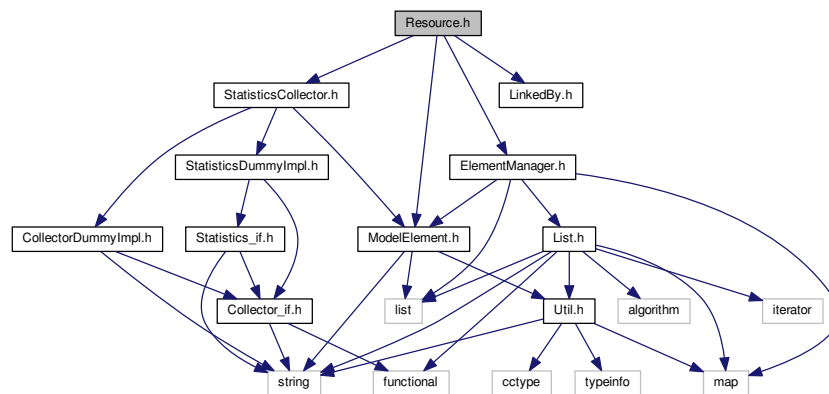 Resource.h
StatisticsCollector.h
LinkedBy.h
StatisticsDummyImpl.h
ElementManager.h
CollectorDummyImpl.h
Statistics_if.h
ModelElement.h
List.h
Collector_if.h
list
Util.h
algorithm
iterator
string
functional
cctype
typeinfo
map